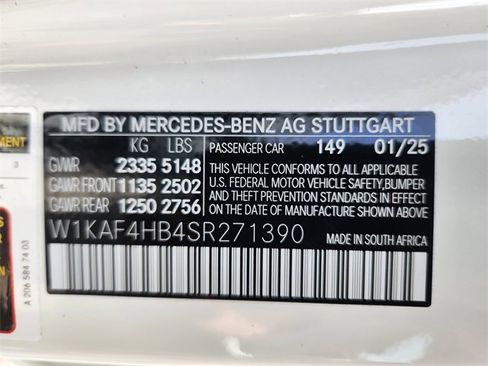 MFD BY MERCEDES-BENZ AG STUTTGART
KG LBS PASSENGER CAR 149 01/25
GVWR 2335 5148 THIS VEHICLE CONFORMS TO ALL APPLICABLE
GAWR FRONT 1135 2502 U.S. FEDERAL MOTOR VEHICLE SAFETY, BUMPER
GAWR REAR 1250 2756 AND THEFT PREVENTION STANDARDS IN EFFECT
ON THE DATE OF MANUFACTURE SHOWN ABOVE.
W1KAF4HB4SR271390 MADE IN SOUTH AFRICA
MENT
3
A 206 584 74 03